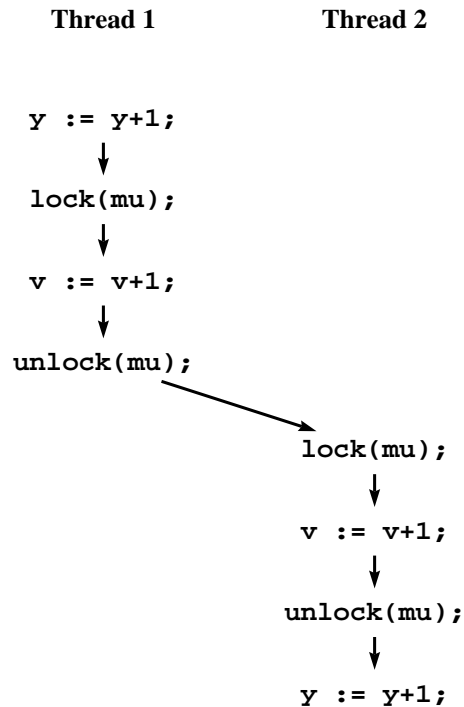 Thread 1 Thread 2
y := y+1;
lock(mu);
v := v+1;
unlock(mu);
lock(mu);
v := v+1;
unlock(mu);
y := y+1;